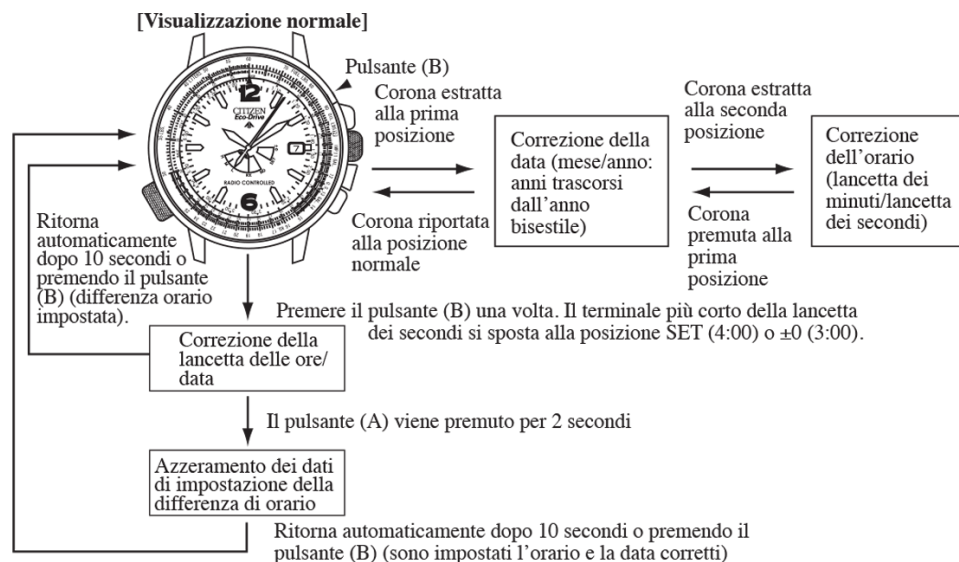 [Visualizzazione normale]
Pulsante (B)
12
CITIZEN
Eco-Drive
7
RADIO CONTROLLED
6
Corona estratta
alla prima
posizione
Corona riportata
alla posizione
normale
Correzione della
data (mese/anno:
anni trascorsi
dall'anno
bisestile)
Corona estratta
alla seconda
posizione
Corona
premuta alla
prima
posizione
Correzione
dell'orario
(lancetta dei
minuti/lancetta
dei secondi)
Ritorna
automaticamente
dopo 10 secondi o
premendo il pulsante
(B) (differenza orario
impostata).
Premere il pulsante (B) una volta. Il terminale più corto della lancetta
dei secondi si sposta alla posizione SET (4:00) o ±0 (3:00).
Correzione della
lancetta delle ore/
data
Il pulsante (A) viene premuto per 2 secondi
Azzeramento dei dati
di impostazione della
differenza di orario
Ritorna automaticamente dopo 10 secondi o premendo il
pulsante (B) (sono impostati l'orario e la data corretti)